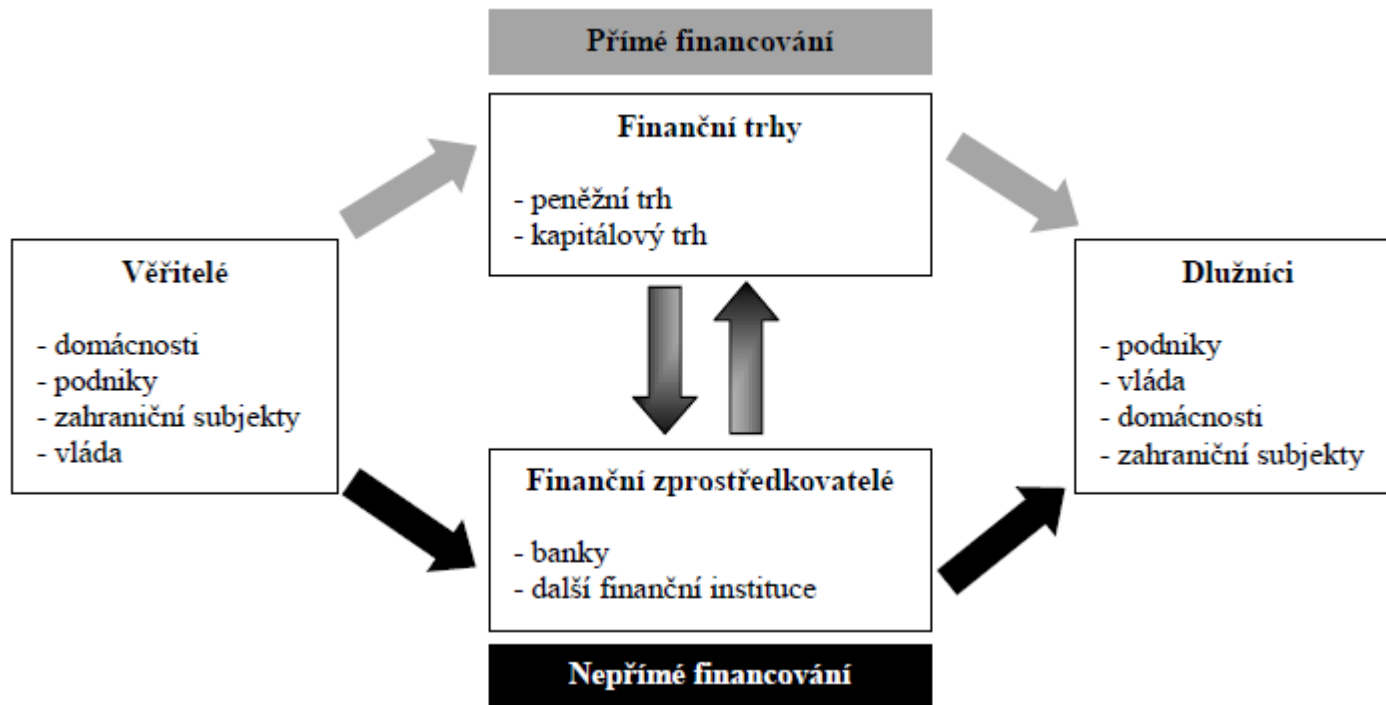 Přímé financování
Finanční trhy
- peněžní trh
- kapitálový trh
Věřitelé
- domácnosti
- podniky
- zahraniční subjekty
- vláda
Dlužníci
- podniky
- vláda
- domácnosti
- zahraniční subjekty
Finanční zprostředkovatelé
- banky
- další finanční instituce
Nepřímé financování